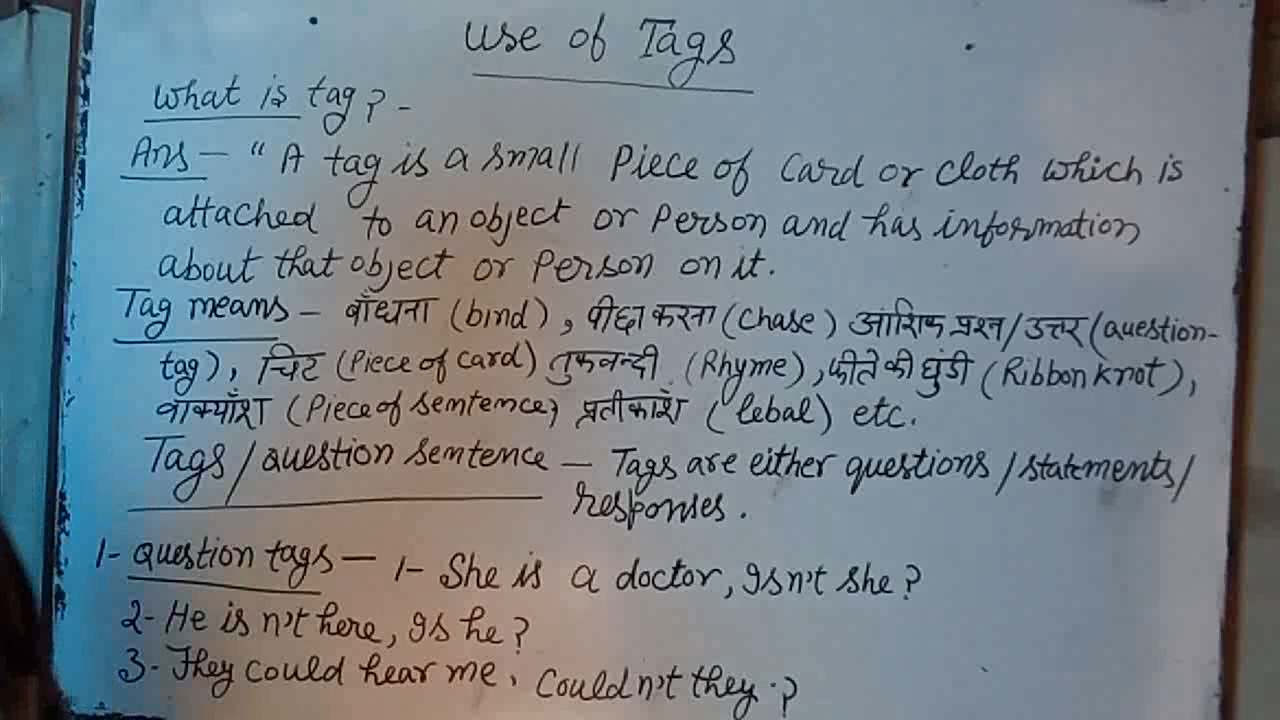 Use of Tags
What is tag? -
Ans - " A tag is a small Piece of Card or Cloth which is
attached to an object or Person and has information
about that object or Person on it.
Tag means - बाँधना (bind), पीछा करना (Chase) आंशिक प्रश्न/उत्तर (question-
tag), चिट (Piece of Card) तुकबन्दी (Rhyme), फीते की घुंडी (Ribbon knot),
वाक्याँश (Piece of sentence, प्रतीकांश (lebal) etc.
Tags/question sentence - Tags are either questions/statements/
responses.
1- Question tags - 1- She is a doctor, Isn't she?
2- He is n't here, Is he?
3- They could hear me, Couldn't they?